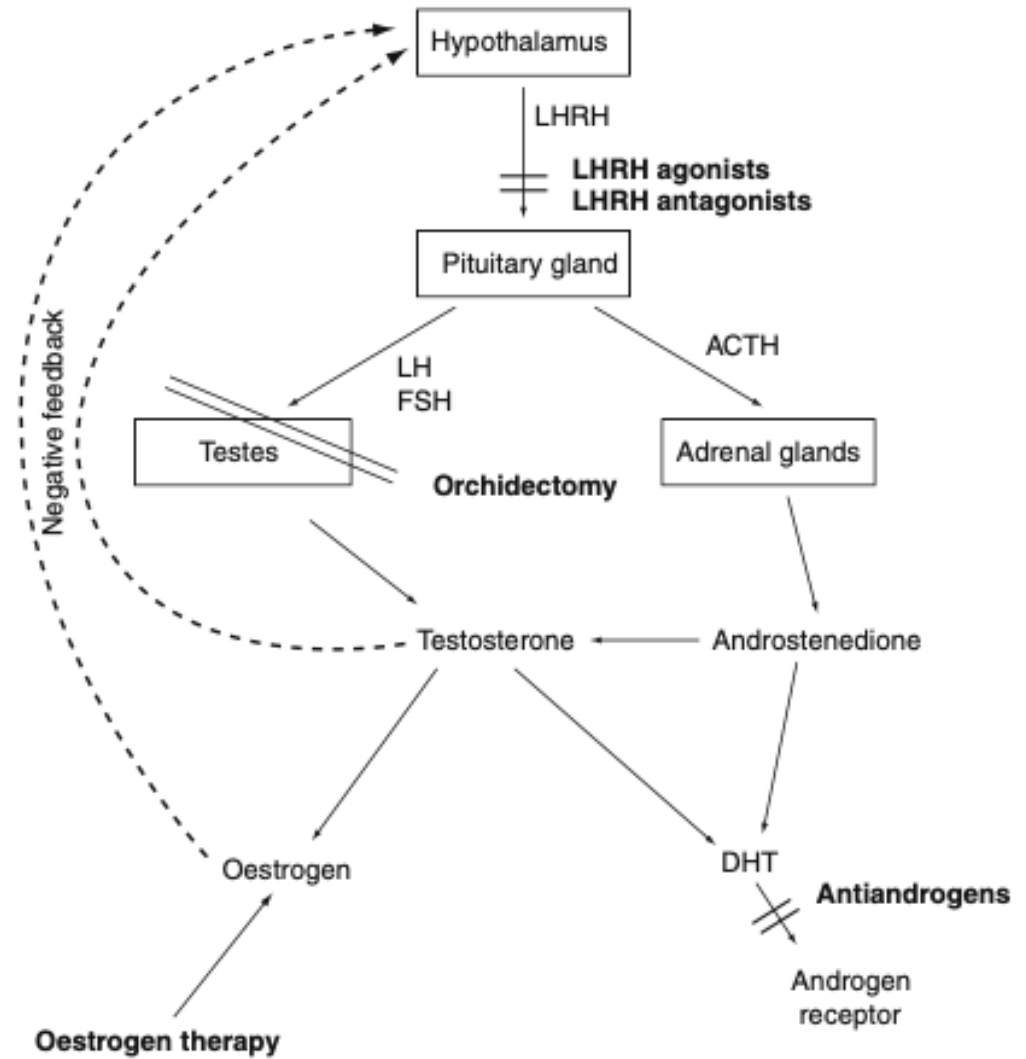 Hypothalamus
LHRH
LHRH agonists
LHRH antagonists
Pituitary gland
ACTH
LH
FSH
Negative feedback
Testes
Adrenal glands
Orchidectomy
Testosterone
Androstenedione
Oestrogen
DHT
Antiandrogens
Androgen
receptor
Oestrogen therapy